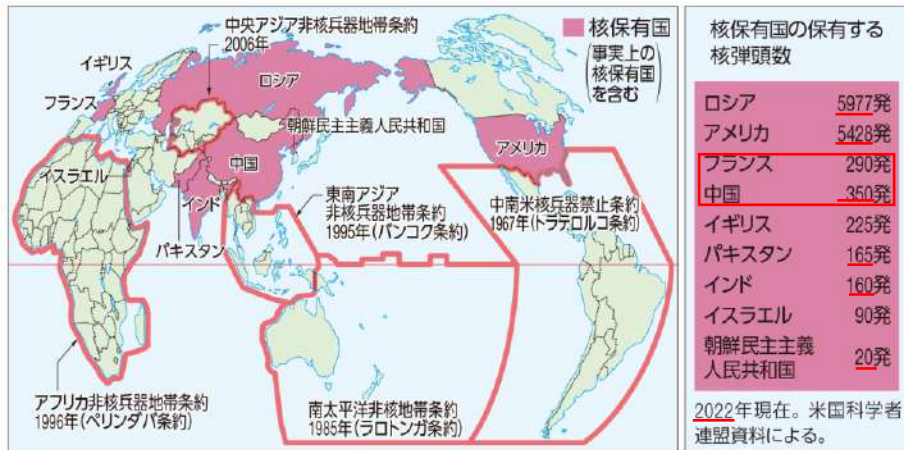 中央アジア非核兵器地帯条約
2006年
核保有国
(事実上の
核保有国
を含む)
イギリス
ロシア
フランス
朝鮮民主主義人民共和国
中国
アメリカ
イスラエル
インド
パキスタン
東南アジア
非核兵器地帯条約
1995年(バンコク条約)
中南米核兵器禁止条約
1967年(トラテロルコ条約)
アフリカ非核兵器地帯条約
1996年(ペリンダバ条約)
南太平洋非核地帯条約
1985年(ラロトンガ条約)
核保有国の保有する
核弾頭数
ロシア 5977発
アメリカ 5428発
フランス 290発
中国 350発
イギリス 225発
パキスタン 165発
インド 160発
イスラエル 90発
朝鮮民主主義
人民共和国 20発
2022年現在。米国科学者
連盟資料による。